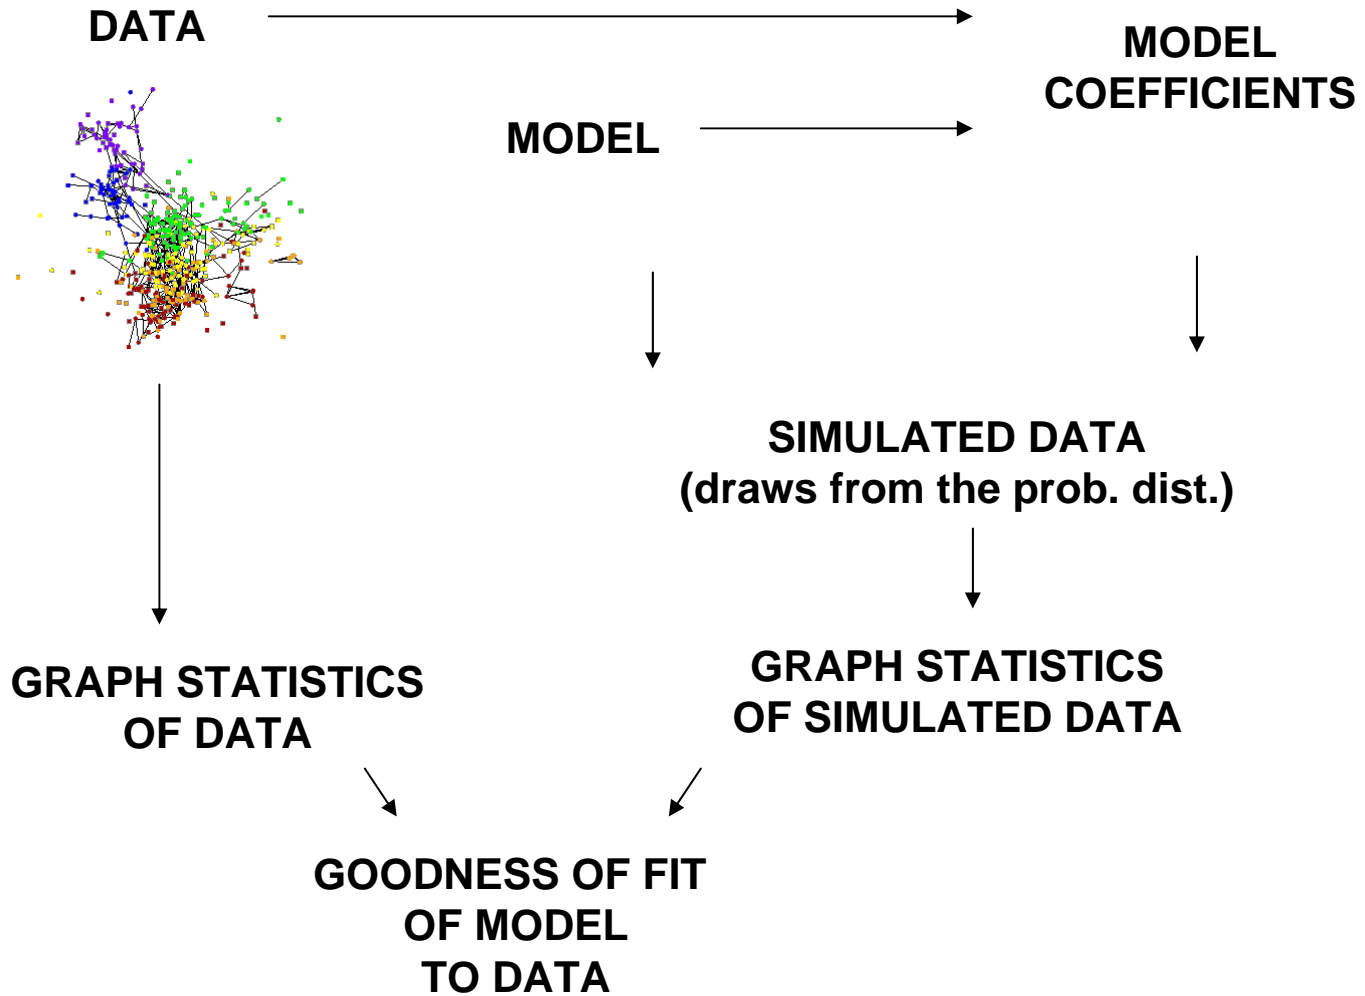 DATA
MODEL
COEFFICIENTS
MODEL
SIMULATED DATA
(draws from the prob. dist.)
GRAPH STATISTICS
OF DATA
GRAPH STATISTICS
OF SIMULATED DATA
GOODNESS OF FIT
OF MODEL
TO DATA